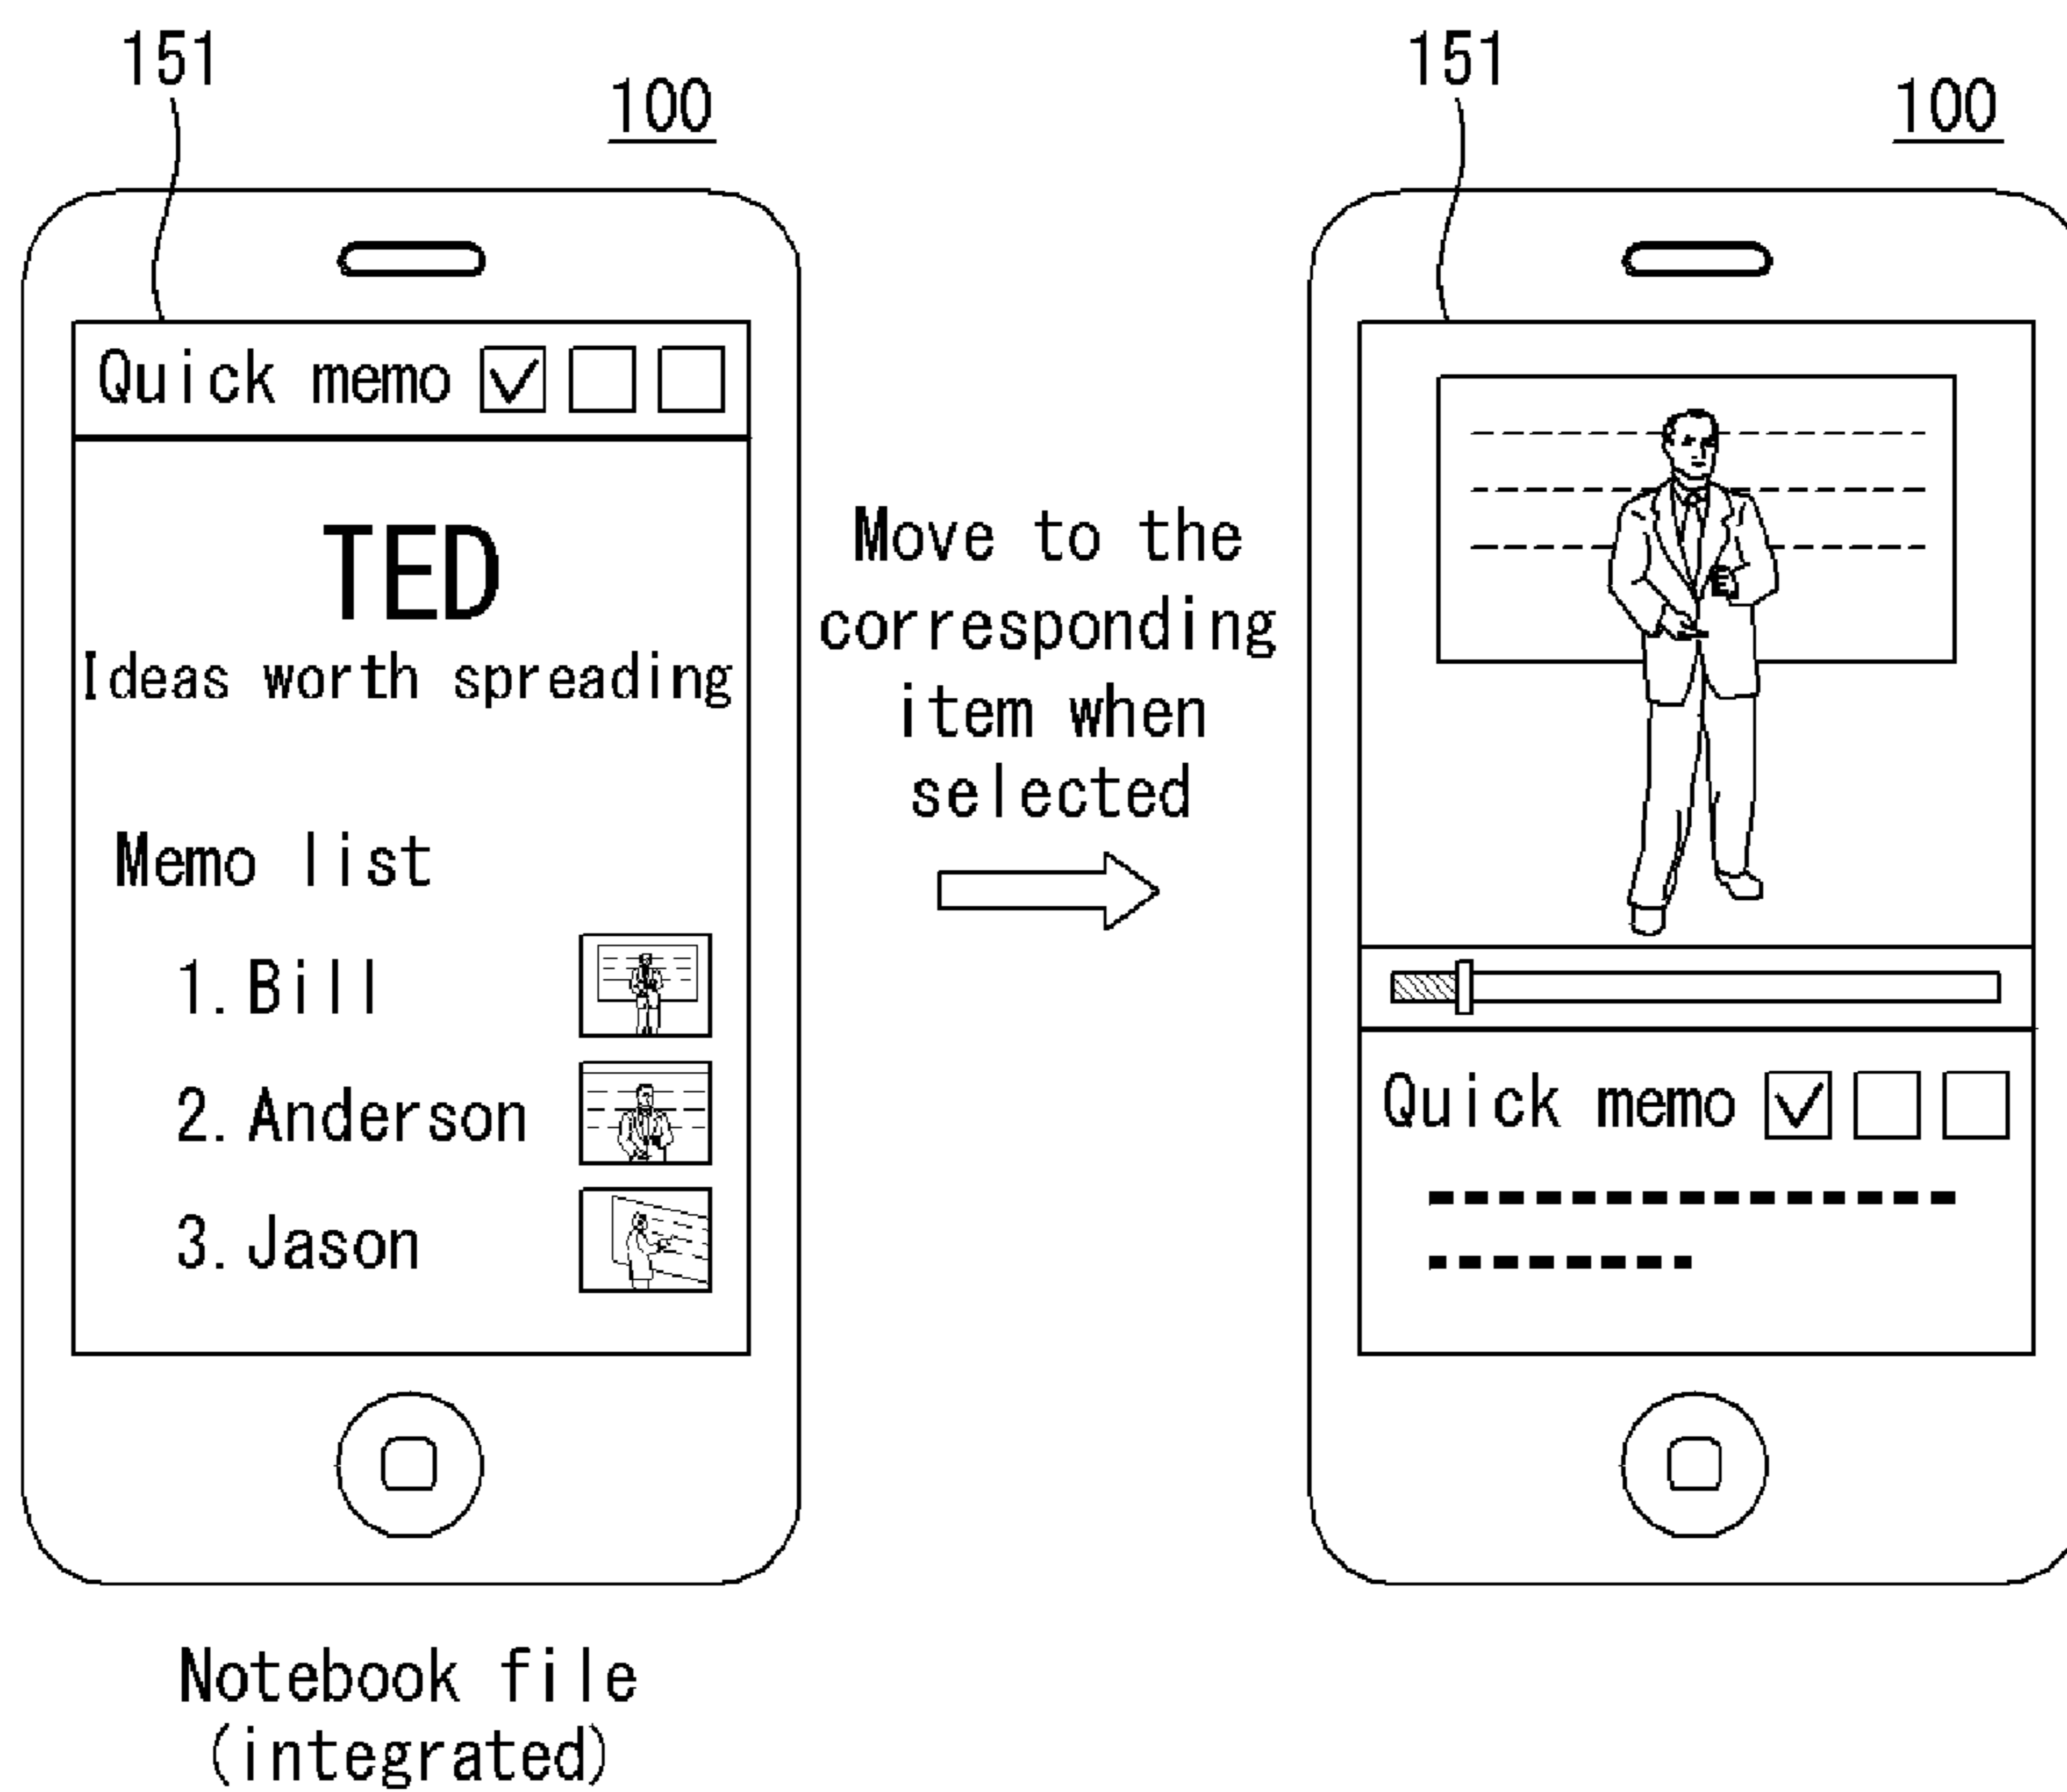 151
100
Quick memo
TED
Ideas worth spreading
Memo list
1. Bill
2. Anderson
3. Jason
Notebook file
(integrated)
Move to the
corresponding
item when
selected
151
100
Quick memo